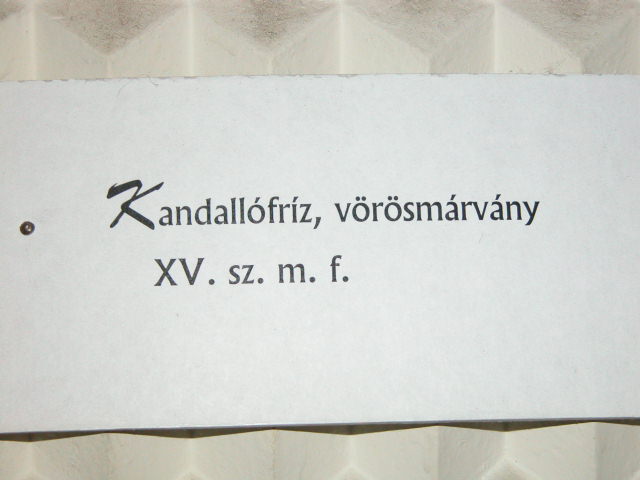 Kandallófríz, vörösmárvány
XV. sz. m. f.